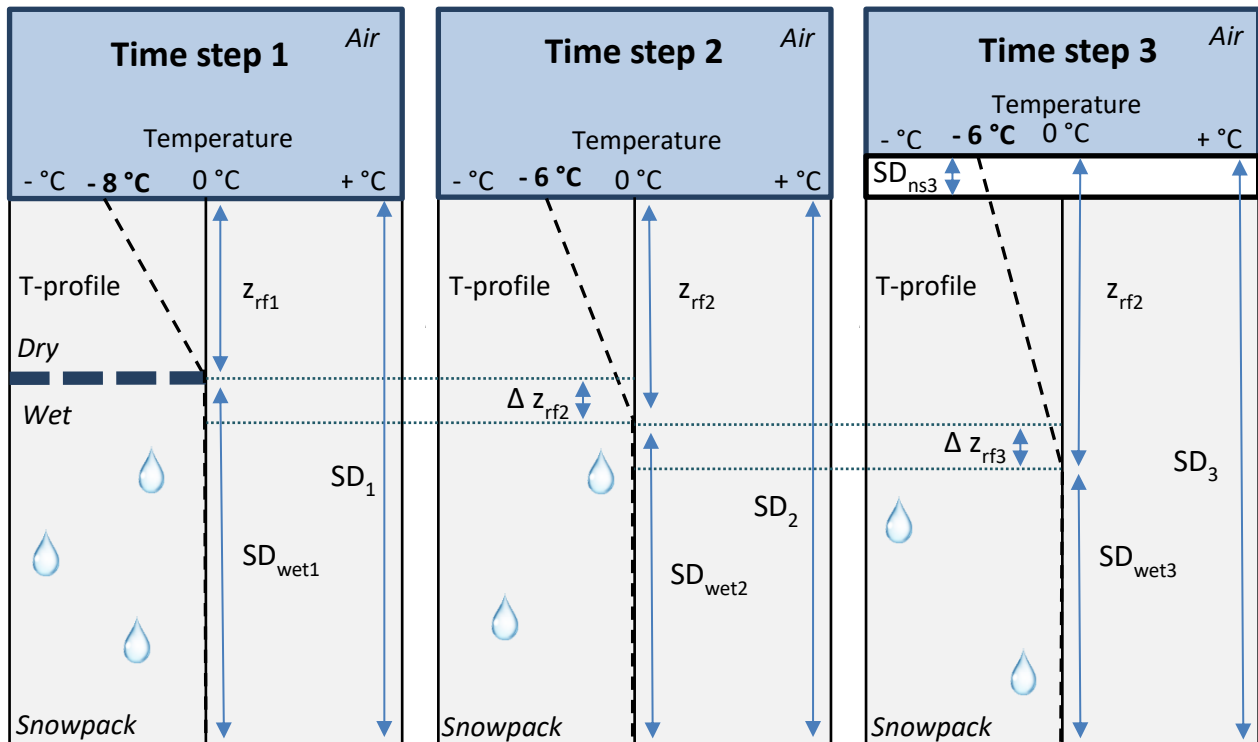 Time step 1
Air
Temperature
- °C
- 8 °C
0 °C
+ °C
T-profile
z_rf1
Dry
Wet
SD_1
SD_wet1
Snowpack
Time step 2
Air
Temperature
- °C
- 6 °C
0 °C
+ °C
T-profile
z_rf2
Δ z_rf2
SD_2
SD_wet2
Snowpack
Time step 3
Air
Temperature
- °C
- 6 °C
0 °C
+ °C
SD_ns3
T-profile
z_rf2
Δ z_rf3
SD_3
SD_wet3
Snowpack